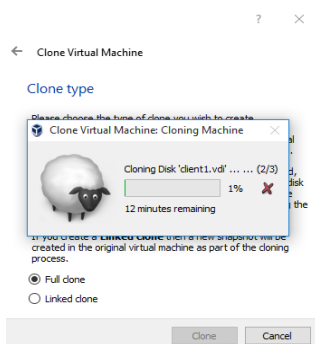 ?
Clone Virtual Machine
Clone type
Please choose the type of clone you wish to create.
Clone Virtual Machine: Cloning Machine
al
Cloning Disk 'client1.vdi' ... ... (2/3)
d,
1%
disk
12 minutes remaining
the
If you create a Linked clone then a new snapshot will be
created in the original virtual machine as part of the cloning
process.
Full clone
Linked clone
Clone
Cancel